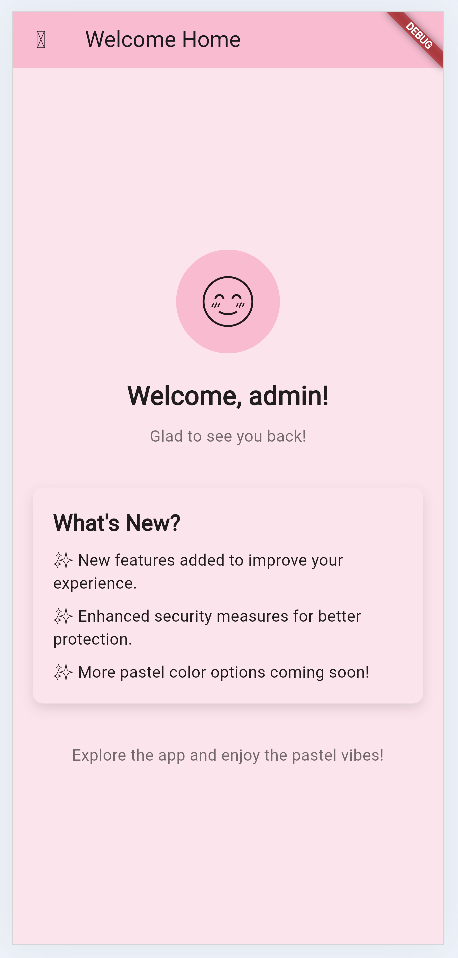 Welcome Home
DEBUG
Welcome, admin!
Glad to see you back!
What's New?
✨ New features added to improve your
experience.
✨ Enhanced security measures for better
protection.
✨ More pastel color options coming soon!
Explore the app and enjoy the pastel vibes!